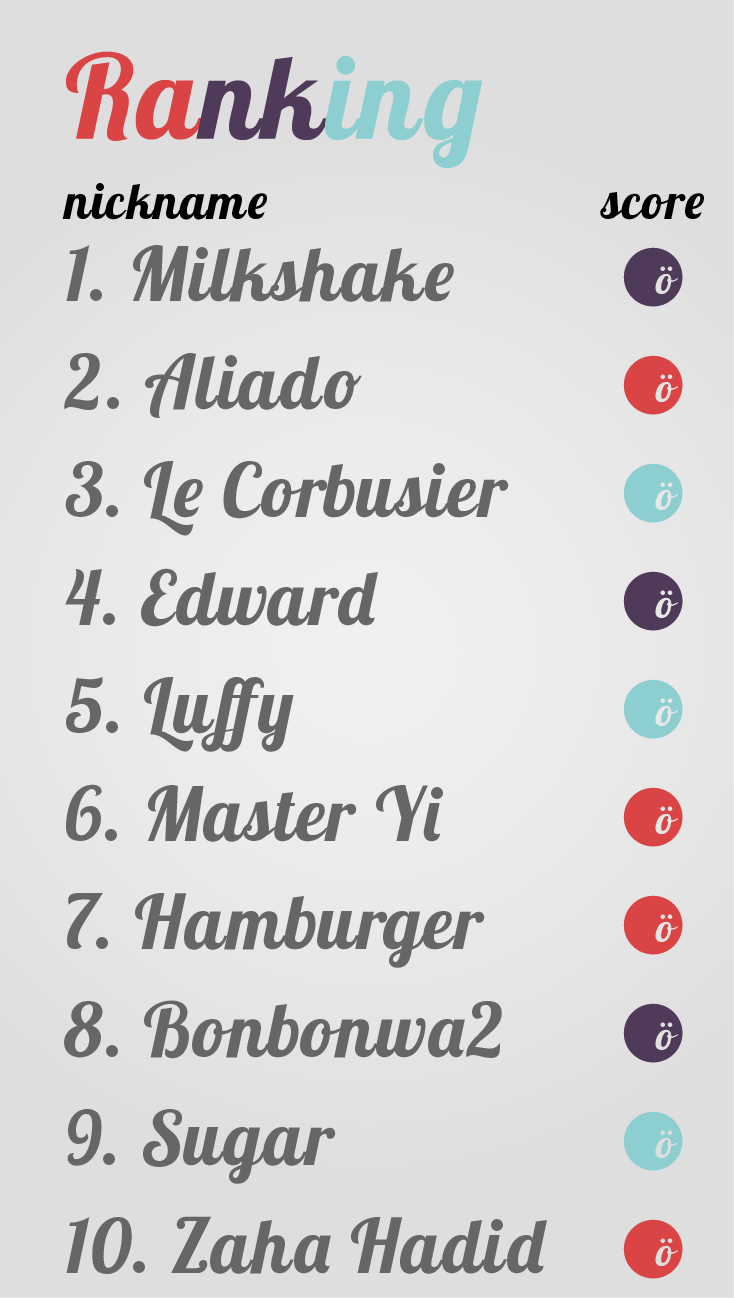 Ranking
nickname score
1. Milkshake ö
2. Aliado ö
3. Le Corbusier ö
4. Edward ö
5. Luffy ö
6. Master Yi ö
7. Hamburger ö
8. Bonbonwa2 ö
9. Sugar ö
10. Zaha Hadid ö